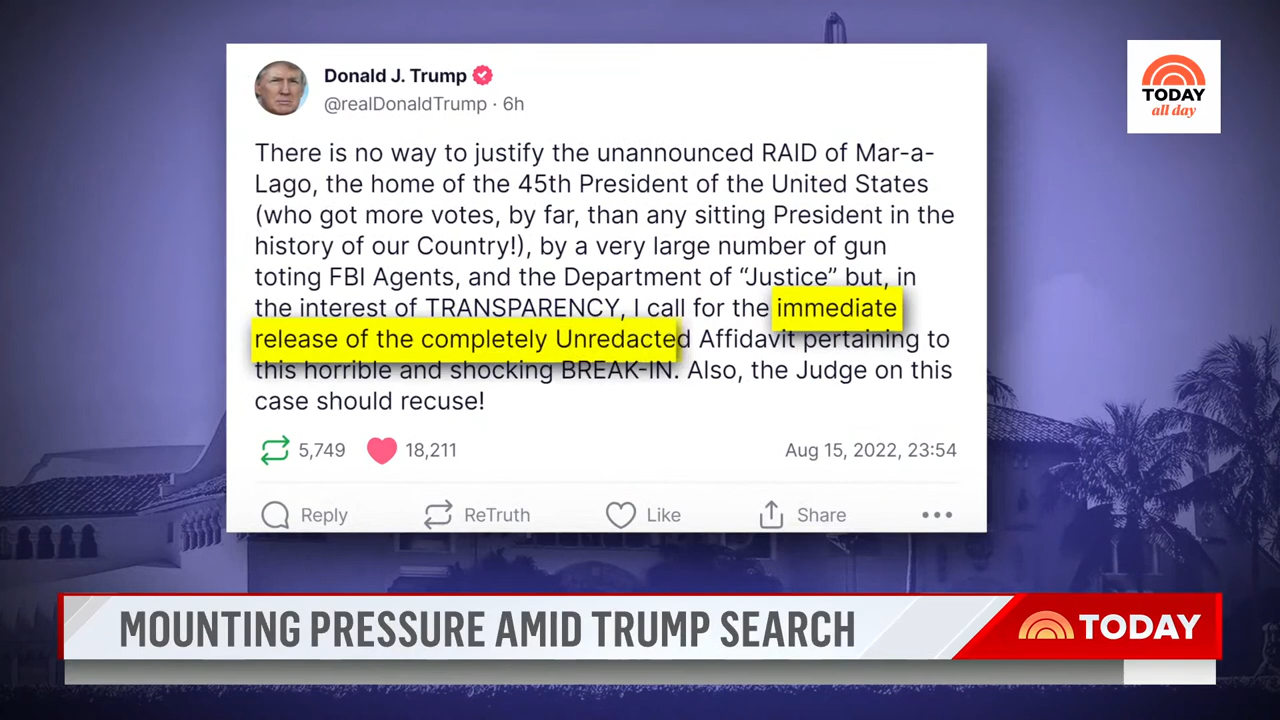 Donald J. Trump
@realDonaldTrump · 6h
There is no way to justify the unannounced RAID of Mar-a-
Lago, the home of the 45th President of the United States
(who got more votes, by far, than any sitting President in the
history of our Country!), by a very large number of gun
toting FBI Agents, and the Department of “Justice” but, in
the interest of TRANSPARENCY, I call for the immediate
release of the completely Unredacted Affidavit pertaining to
this horrible and shocking BREAK-IN. Also, the Judge on this
case should recuse!
5,749 18,211 Aug 15, 2022, 23:54
Reply ReTruth Like Share
TODAY
all day
MOUNTING PRESSURE AMID TRUMP SEARCH
TODAY